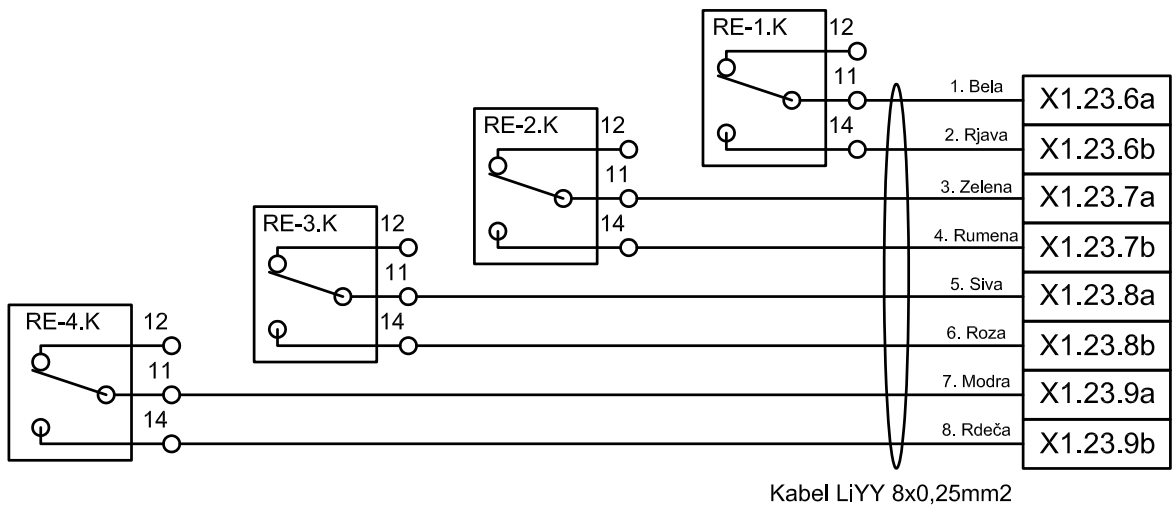 RE-1.K
12
11
14
1. Bela
X1.23.6a
2. Rjava
X1.23.6b
RE-2.K
12
11
14
3. Zelena
X1.23.7a
4. Rumena
X1.23.7b
RE-3.K
12
11
14
5. Siva
X1.23.8a
6. Roza
X1.23.8b
RE-4.K
12
11
14
7. Modra
X1.23.9a
8. Rdeča
X1.23.9b
Kabel LiYY 8x0,25mm2